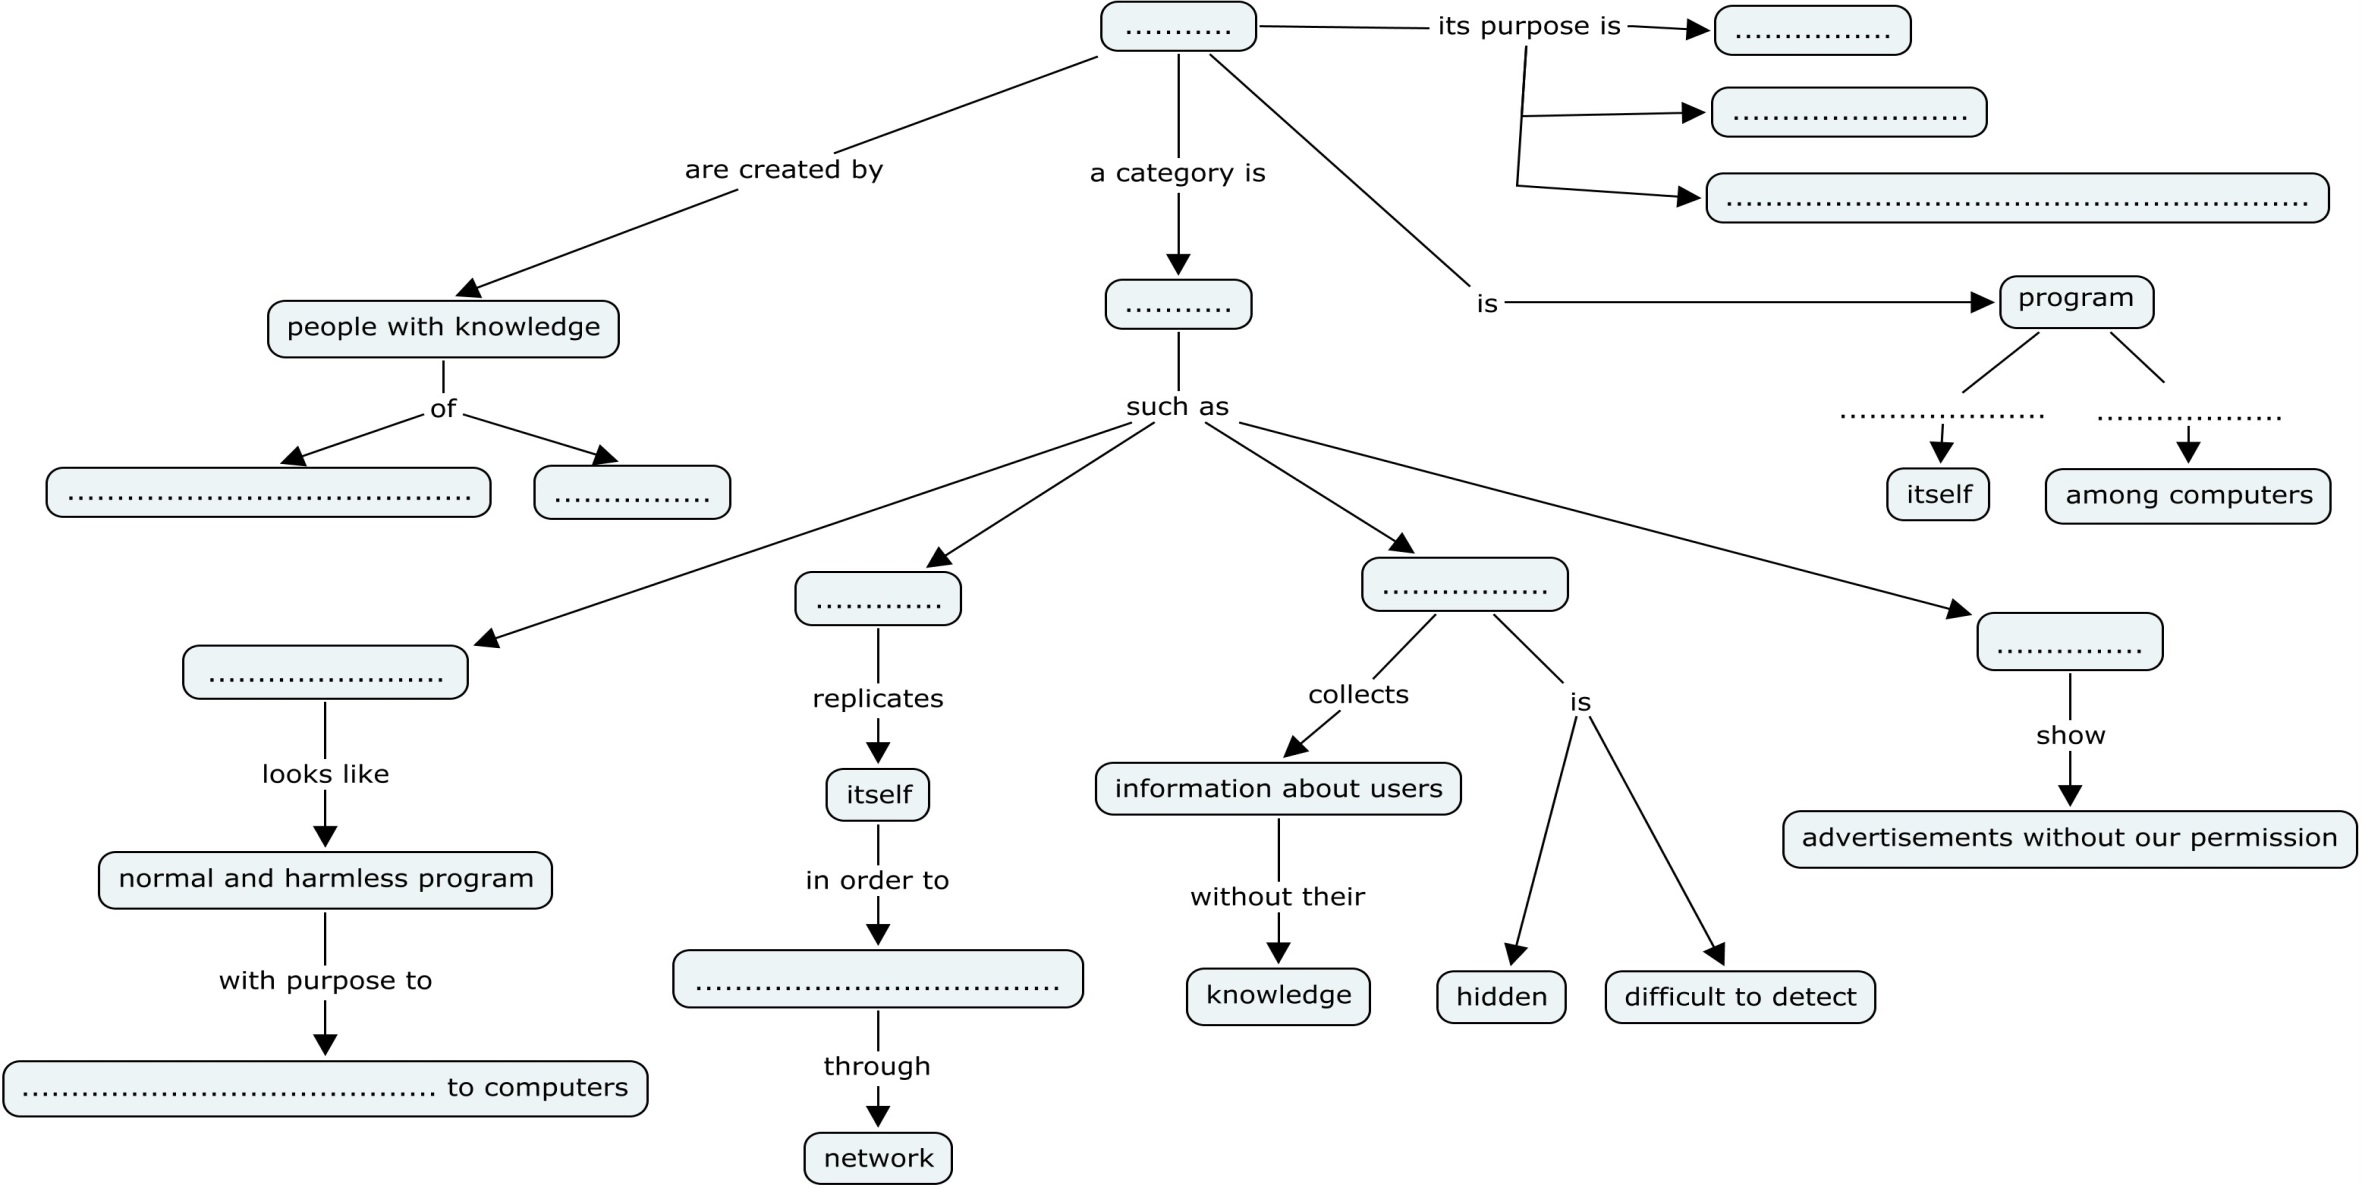 ........... its purpose is ................
........................
are created by a category is ............................................................
people with knowledge ........... is program
of such as ..................... ...................
......................................... ................ itself among computers
............. .................
........................ ...............
replicates collects is show
looks like itself information about users advertisements without our permission
normal and harmless program in order to without their
with purpose to ..................................... knowledge hidden difficult to detect
.......................................... to computers through
network